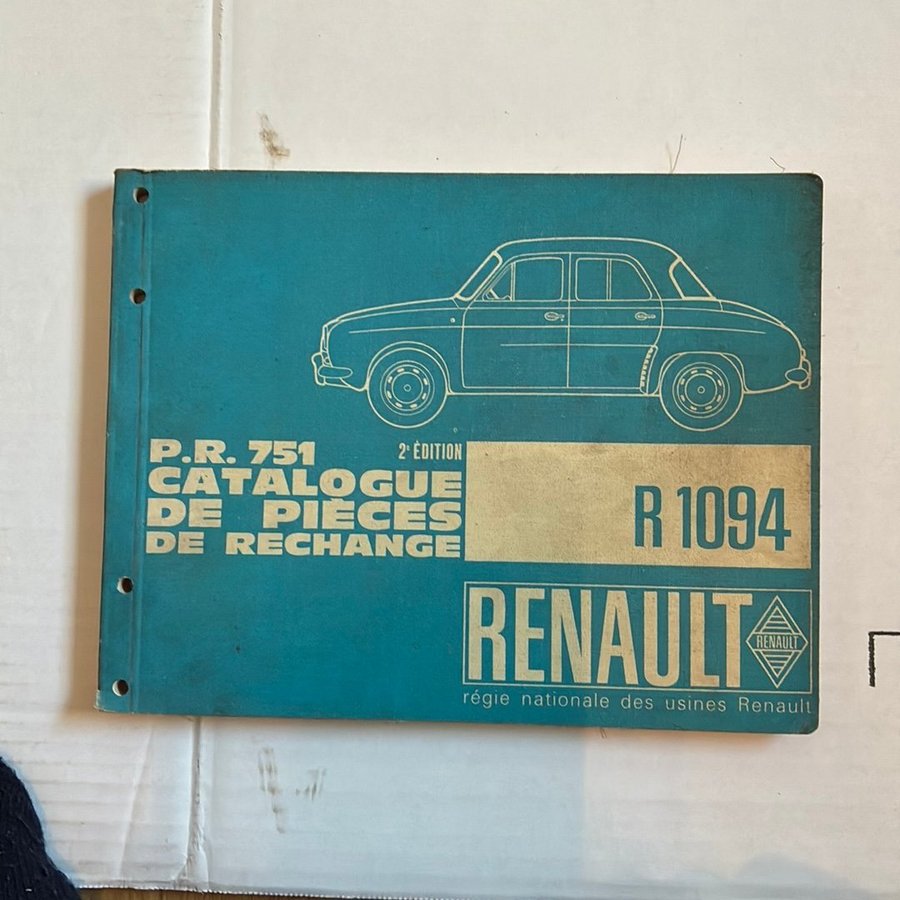 P.R. 751 2ᵉ ÉDITION
CATALOGUE
DE PIÈCES
DE RECHANGE
R 1094
RENAULT
RENAULT
régie nationale des usines Renault